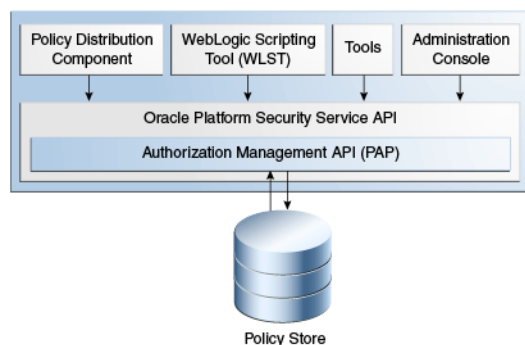 Policy Distribution
Component
WebLogic Scripting
Tool (WLST)
Tools
Administration
Console
Oracle Platform Security Service API
Authorization Management API (PAP)
Policy Store